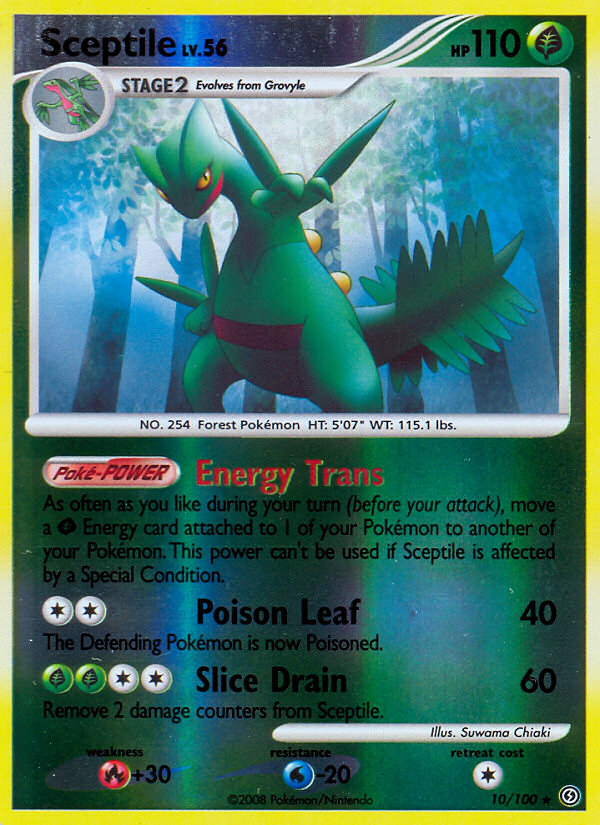 Sceptile LV.56 HP 110
STAGE2 Evolves from Grovyle
NO. 254 Forest Pokémon HT: 5'07" WT: 115.1 lbs.
Poké-POWER Energy Trans
As often as you like during your turn (before your attack), move
a Energy card attached to 1 of your Pokémon to another of
your Pokémon. This power can't be used if Sceptile is affected
by a Special Condition.
Poison Leaf 40
The Defending Pokémon is now Poisoned.
Slice Drain 60
Remove 2 damage counters from Sceptile.
Illus. Suwama Chiaki
weakness resistance retreat cost
+30 -20
©2008 Pokémon/Nintendo 10/100 ★ S